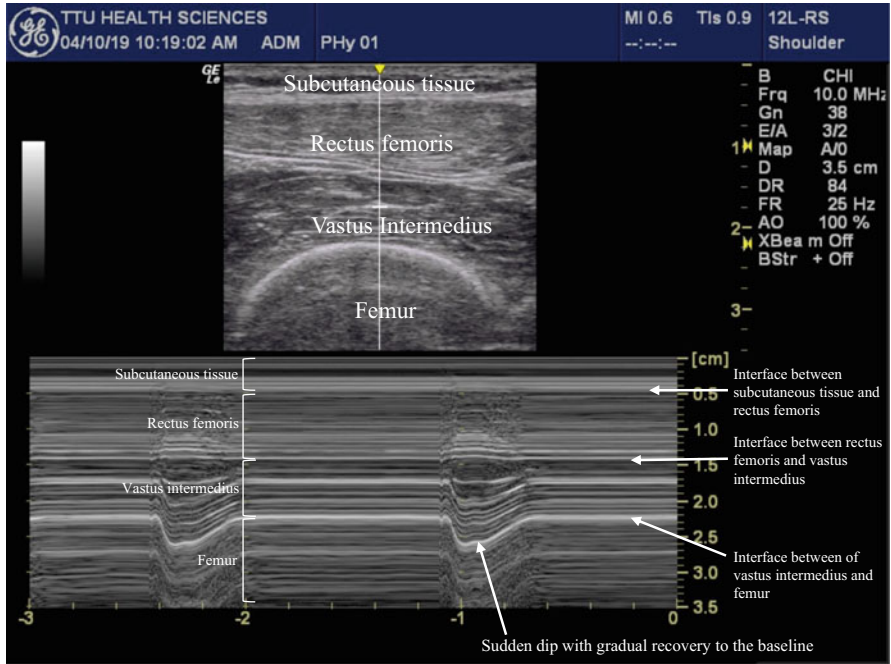 TTU HEALTH SCIENCES
04/10/19 10:19:02 AM ADM PHy 01
MI 0.6 TIs 0.9 12L-RS
--:--:-- Shoulder
GE
Le
B CHI
Frq 10.0 MHz
Gn 38
E/A 3/2
Map A/0
D 3.5 cm
DR 84
FR 25 Hz
AO 100 %
XBeam Off
BStr + Off
Subcutaneous tissue
Rectus femoris
Vastus Intermedius
Femur
1
2
3
[cm]
0.5
1.0
1.5
2.0
2.5
3.0
3.5
Subcutaneous tissue
Rectus femoris
Vastus intermedius
Femur
Interface between
subcutaneous tissue and
rectus femoris
Interface between rectus
femoris and vastus
intermedius
Interface between of
vastus intermedius and
femur
-3 -2 -1 0
Sudden dip with gradual recovery to the baseline